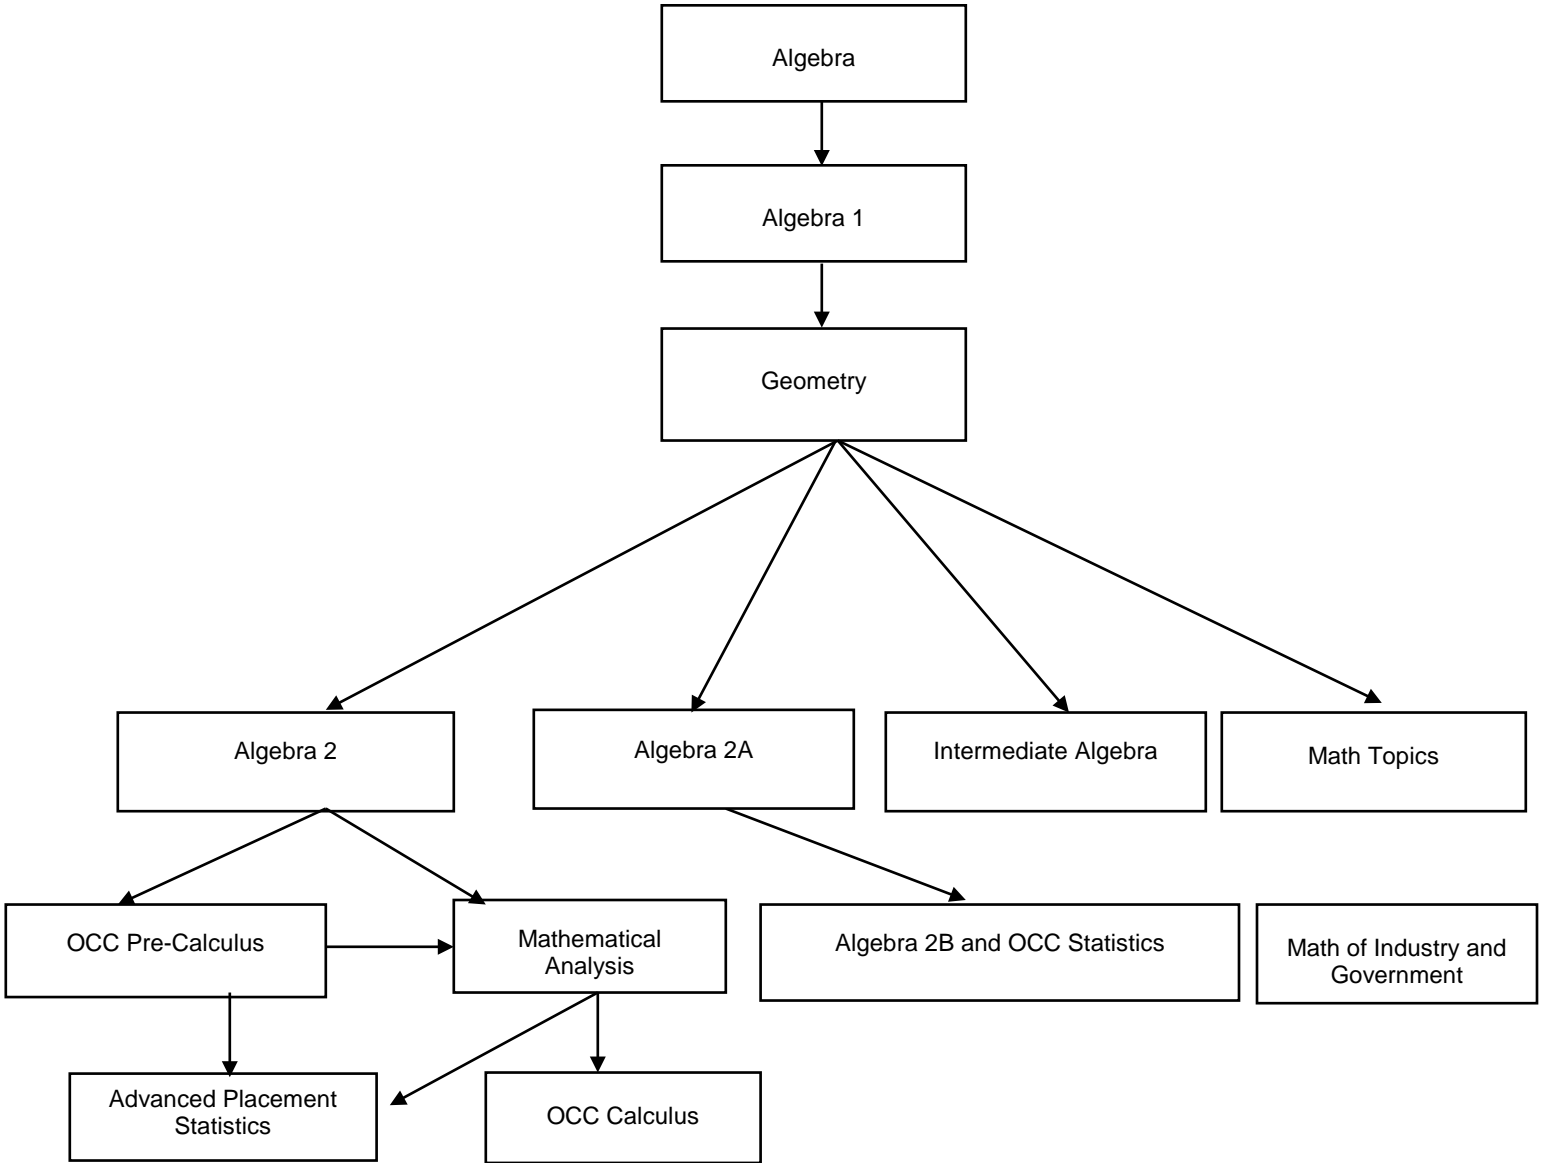 Algebra
Algebra 1
Geometry
Algebra 2
Algebra 2A
Intermediate Algebra
Math Topics
OCC Pre-Calculus
Mathematical
Analysis
Algebra 2B and OCC Statistics
Math of Industry and
Government
Advanced Placement
Statistics
OCC Calculus